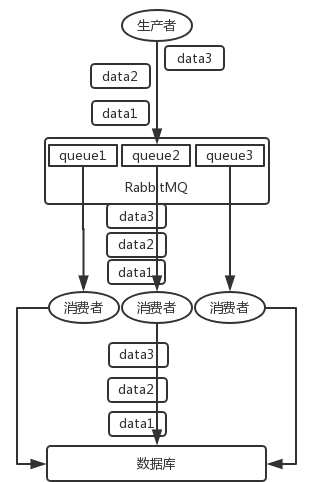 生产者
data3
data2
data1
queue1 queue2 queue3
RabbitMQ
data3
data2
data1
消费者 消费者 消费者
data3
data2
data1
数据库